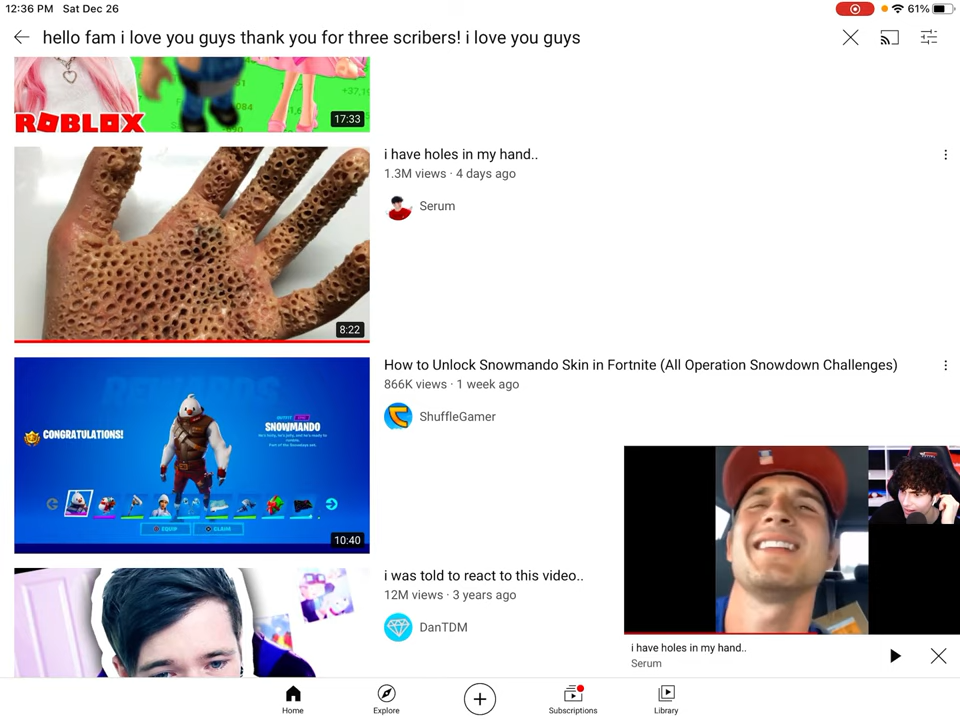 12:36 PM Sat Dec 26
61%
hello fam i love you guys thank you for three scribers! i love you guys
ROBLOX
17:33
i have holes in my hand..
1.3M views · 4 days ago
Serum
8:22
How to Unlock Snowmando Skin in Fortnite (All Operation Snowdown Challenges)
866K views · 1 week ago
ShuffleGamer
REWARDS
CONGRATULATIONS!
SNOWMANDO
EQUIP
CLAIM
10:40
i was told to react to this video..
12M views · 3 years ago
DanTDM
i have holes in my hand..
Serum
Home
Explore
Subscriptions
Library